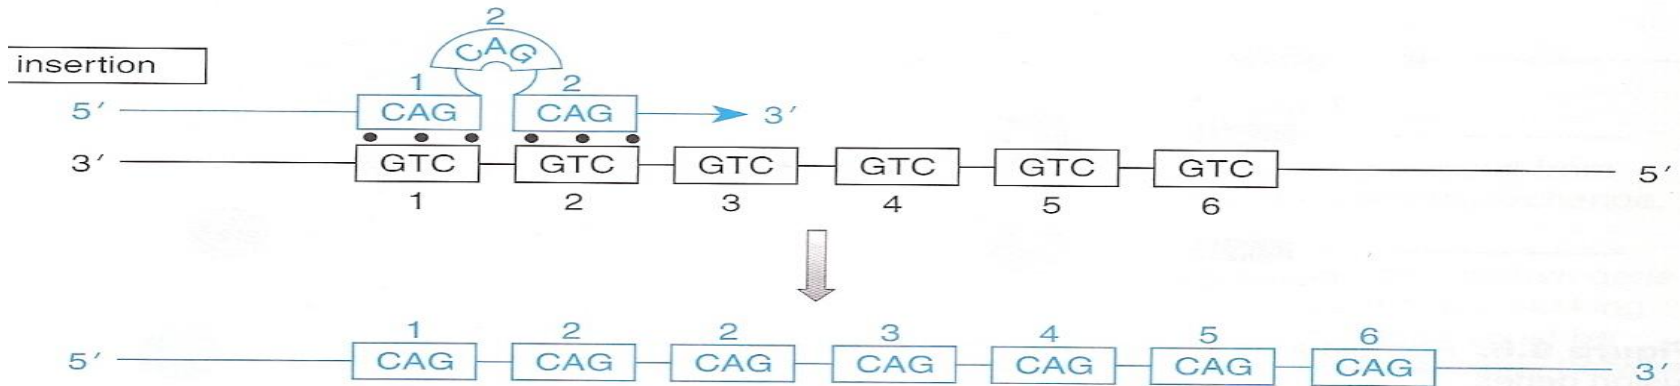 2
CAG
insertion
1 2
5′ CAG CAG 3′
3′ GTC GTC GTC GTC GTC GTC 5′
1 2 3 4 5 6
1 2 2 3 4 5 6
5′ CAG CAG CAG CAG CAG CAG CAG 3′